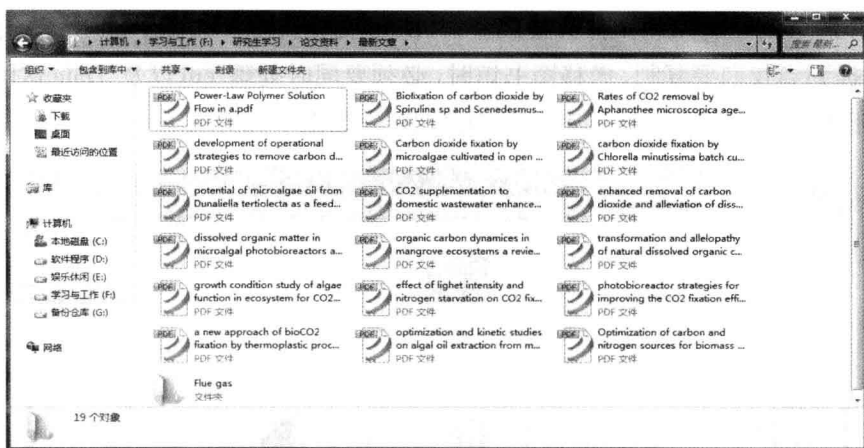 计算机 ▸ 学习与工作 (F:) ▸ 研究生学习 ▸ 论文资料 ▸ 最新文章 ▸
搜索 最新...
组织 包含到库中 共享 刻录 新建文件夹
收藏夹
下载
桌面
最近访问的位置
库
计算机
本地磁盘 (C:)
软件程序 (D:)
娱乐休闲 (E:)
学习与工作 (F:)
备份仓库 (G:)
网络
Power-Law Polymer Solution
Flow in a.pdf
PDF 文件
Biofixation of carbon dioxide by
Spirulina sp and Scenedesmus...
PDF 文件
Rates of CO2 removal by
Aphanothee microscopica age...
PDF 文件
development of operational
strategies to remove carbon d...
PDF 文件
Carbon dioxide fixation by
microalgae cultivated in open ...
PDF 文件
carbon dioxide fixation by
Chlorella minutissima batch cu...
PDF 文件
potential of microalgae oil from
Dunaliella tertiolecta as a feed...
PDF 文件
CO2 supplementation to
domestic wastewater enhance...
PDF 文件
enhanced removal of carbon
dioxide and alleviation of diss...
PDF 文件
dissolved organic matter in
microalgal photobioreactors a...
PDF 文件
organic carbon dynamices in
mangrove ecosystems a revie...
PDF 文件
transformation and allelopathy
of natural dissolved organic c...
PDF 文件
growth condition study of algae
function in ecosystem for CO2...
PDF 文件
effect of lighet intensity and
nitrogen starvation on CO2 fix...
PDF 文件
photobioreactor strategies for
improving the CO2 fixation effi...
PDF 文件
a new approach of bioCO2
fixation by thermoplastic proc...
PDF 文件
optimization and kinetic studies
on algal oil extraction from m...
PDF 文件
Optimization of carbon and
nitrogen sources for biomass ...
PDF 文件
Flue gas
文件夹
19 个对象